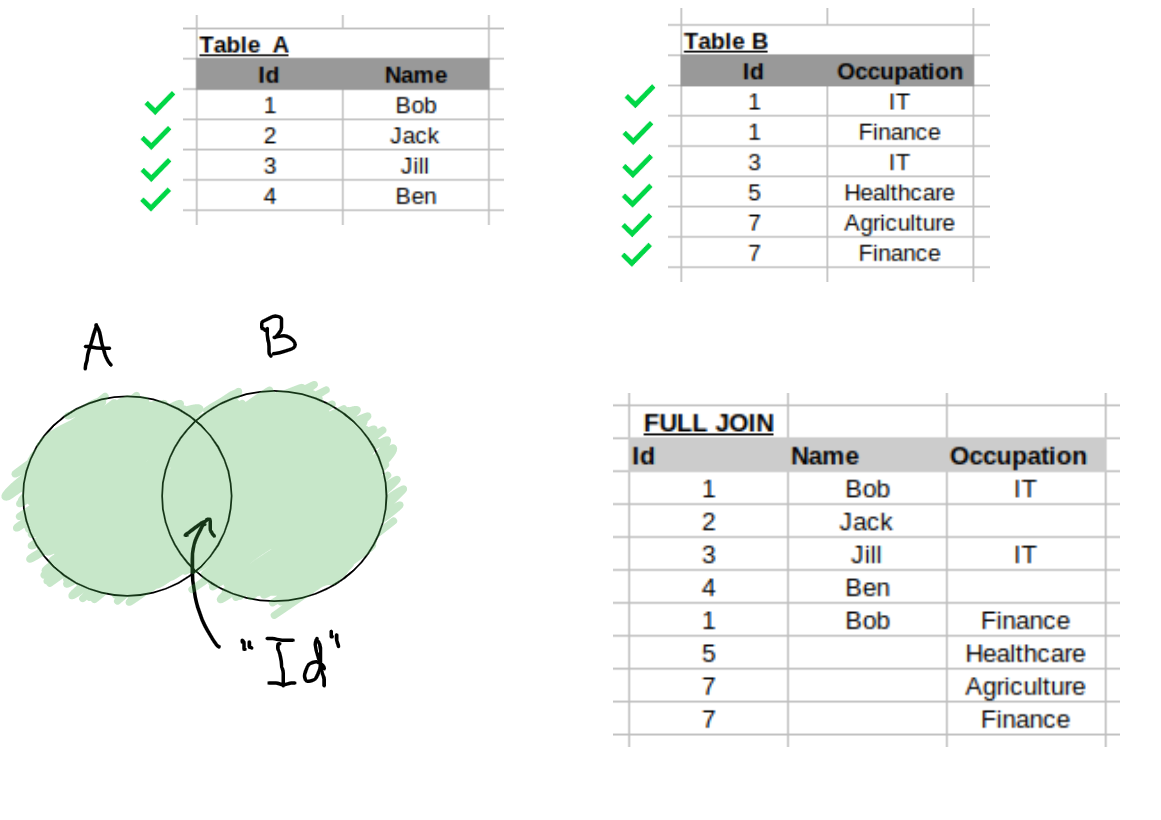 Table A
Id Name
1 Bob
2 Jack
3 Jill
4 Ben
Table B
Id Occupation
1 IT
1 Finance
3 IT
5 Healthcare
7 Agriculture
7 Finance
A B
"Id"
FULL JOIN
Id Name Occupation
1 Bob IT
2 Jack
3 Jill IT
4 Ben
1 Bob Finance
5 Healthcare
7 Agriculture
7 Finance